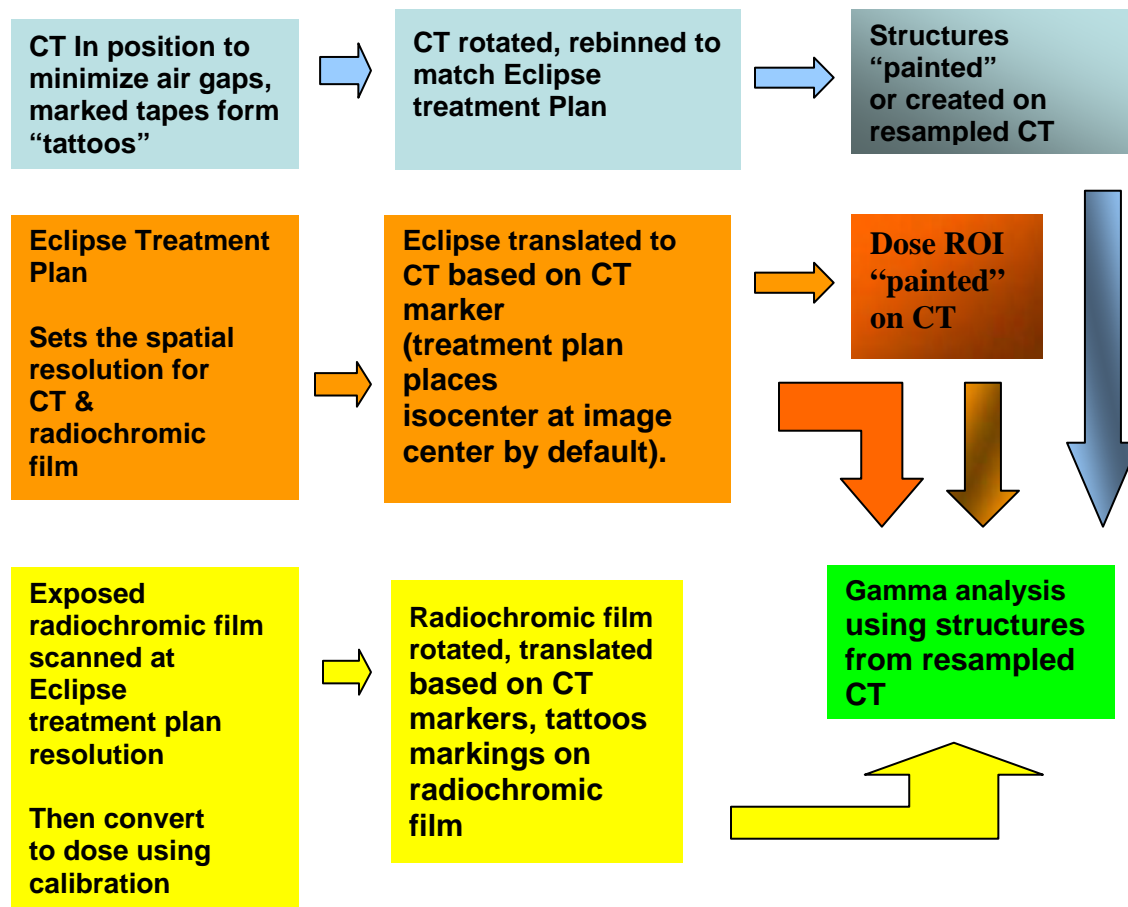 CT In position to
minimize air gaps,
marked tapes form
“tattoos”
CT rotated, rebinned to
match Eclipse
treatment Plan
Structures
“painted”
or created on
resampled CT
Eclipse Treatment
Plan
Sets the spatial
resolution for
CT &
radiochromic
film
Eclipse translated to
CT based on CT
marker
(treatment plan
places
isocenter at image
center by default).
Dose ROI
“painted”
on CT
Exposed
radiochromic film
scanned at
Eclipse
treatment plan
resolution
Then convert
to dose using
calibration
Radiochromic film
rotated, translated
based on CT
markers, tattoos
markings on
radiochromic
film
Gamma analysis
using structures
from resampled
CT